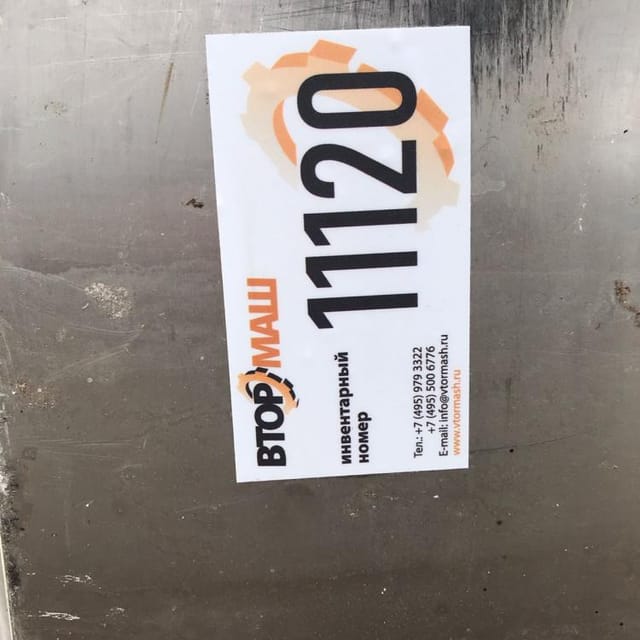 ВТОРМАШ
инвентарный
номер
11120
Тел.: +7 (495) 979 3322
+7 (495) 500 6776
E-mail: info@vtormash.ru
www.vtormash.ru